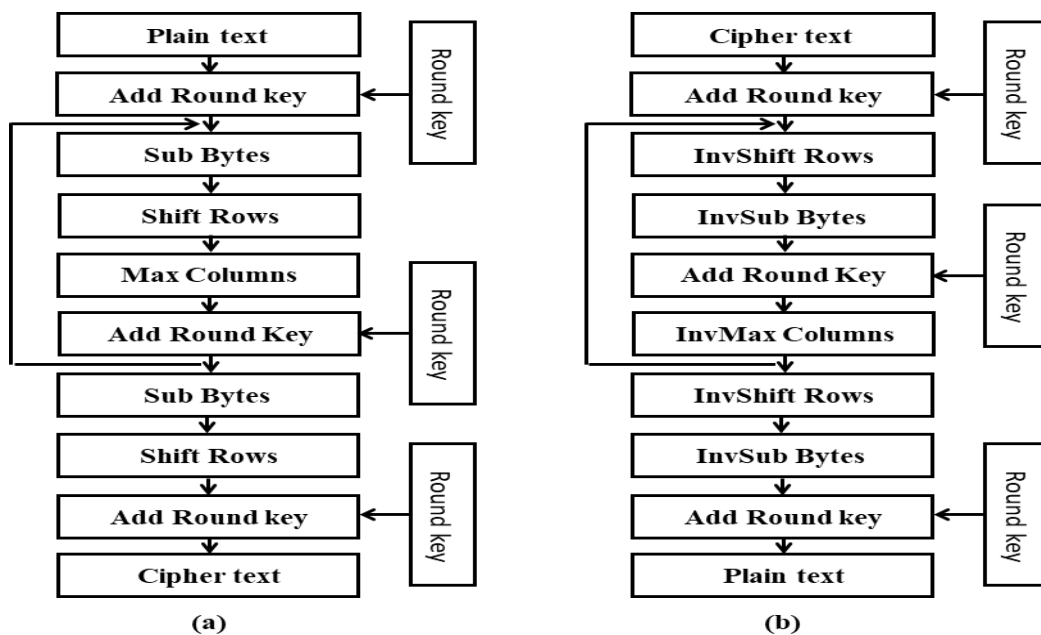 Plain text
Add Round key
Sub Bytes
Shift Rows
Max Columns
Add Round Key
Sub Bytes
Shift Rows
Add Round key
Cipher text
Round key
Round key
Round key
(a)
Cipher text
Add Round key
InvShift Rows
InvSub Bytes
Add Round Key
InvMax Columns
InvShift Rows
InvSub Bytes
Add Round key
Plain text
Round key
Round key
Round key
(b)